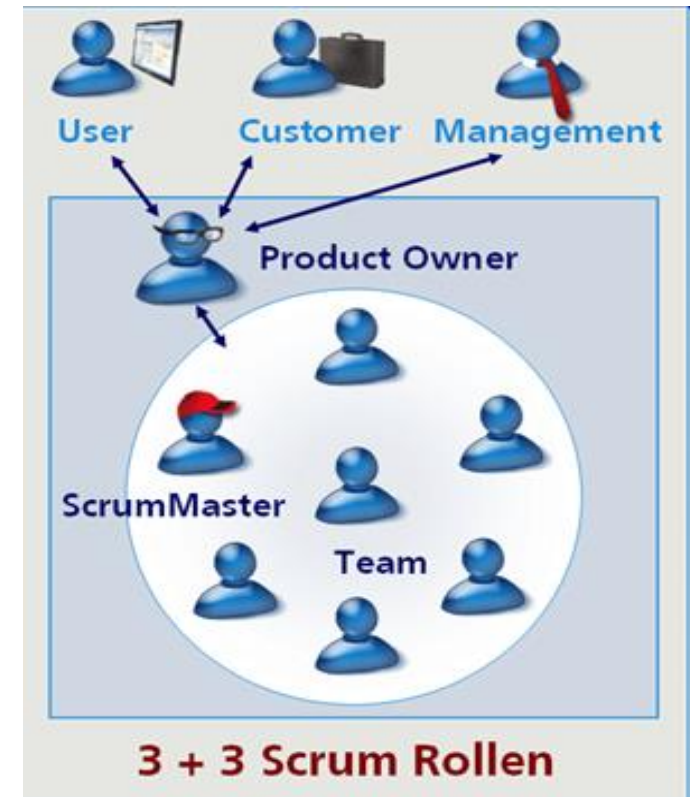 User Customer Management
Product Owner
ScrumMaster
Team
3 + 3 Scrum Rollen